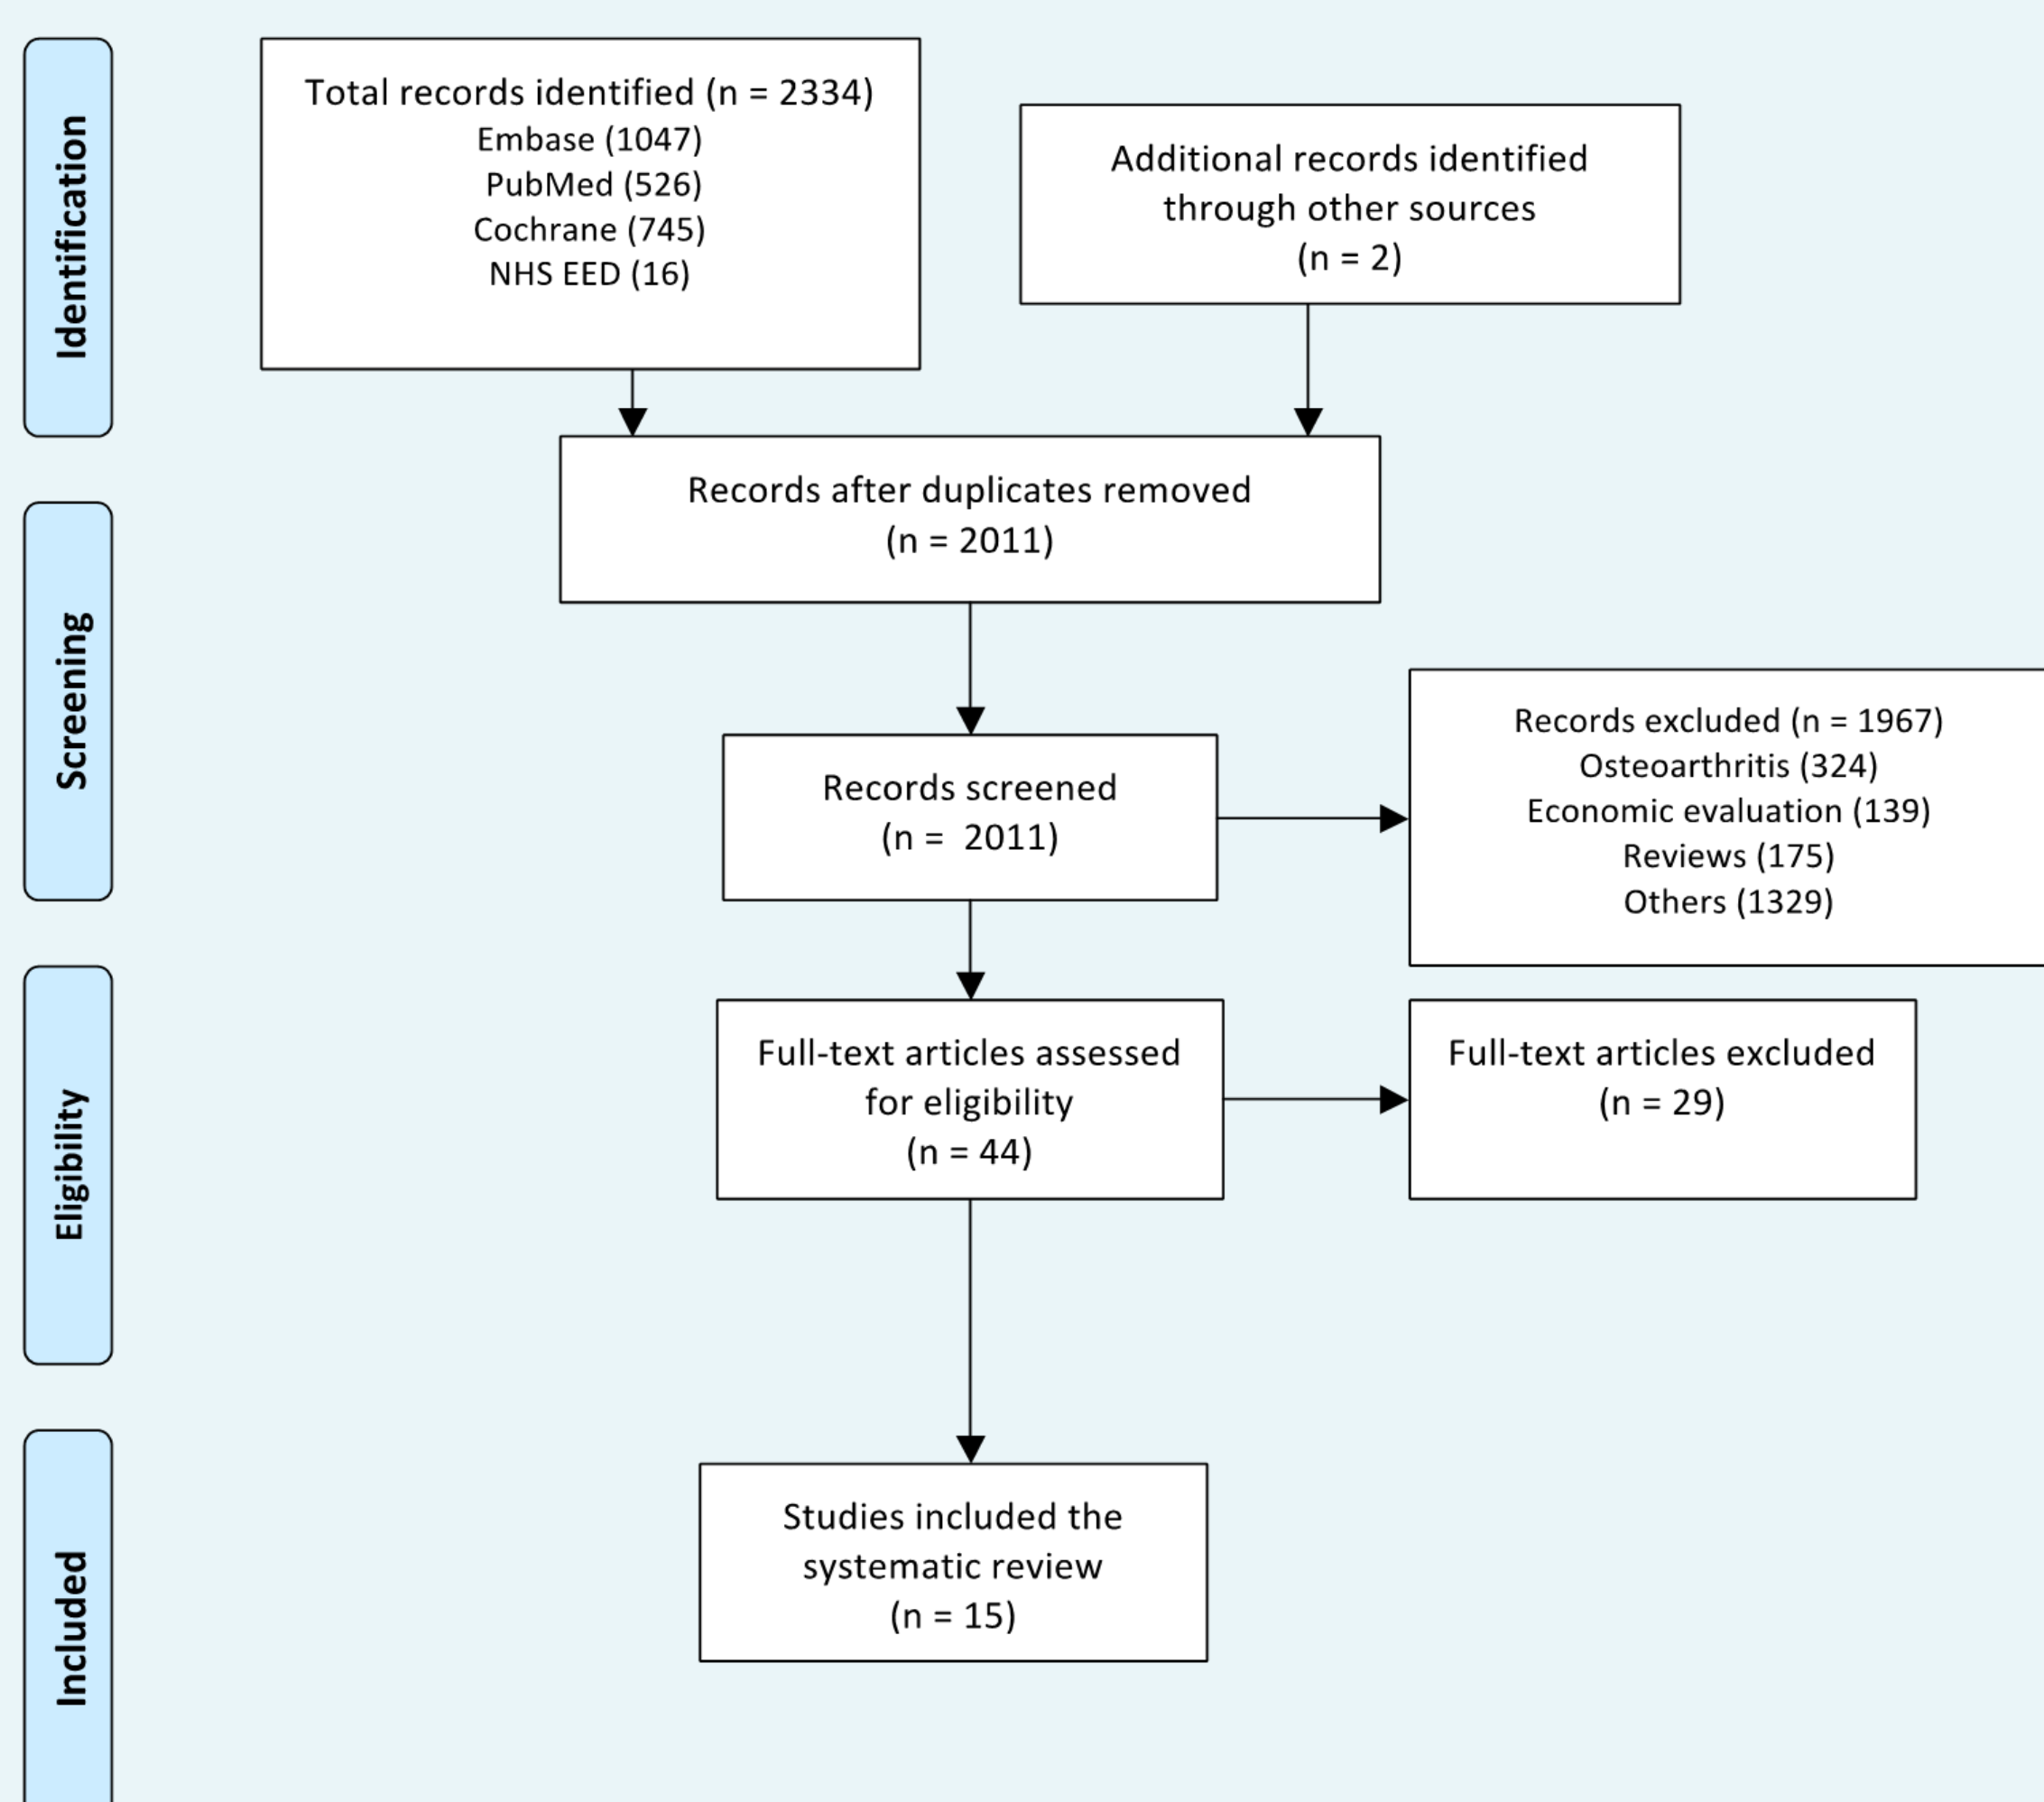 Identification
Total records identified (n = 2334)
Embase (1047)
PubMed (526)
Cochrane (745)
NHS EED (16)
Additional records identified
through other sources
(n = 2)
Records after duplicates removed
(n = 2011)
Screening
Records screened
(n =  2011)
Records excluded (n = 1967)
Osteoarthritis (324)
Economic evaluation (139)
Reviews (175)
Others (1329)
Eligibility
Full-text articles assessed
for eligibility
(n = 44)
Full-text articles excluded
(n = 29)
Included
Studies included the
systematic review
(n = 15)